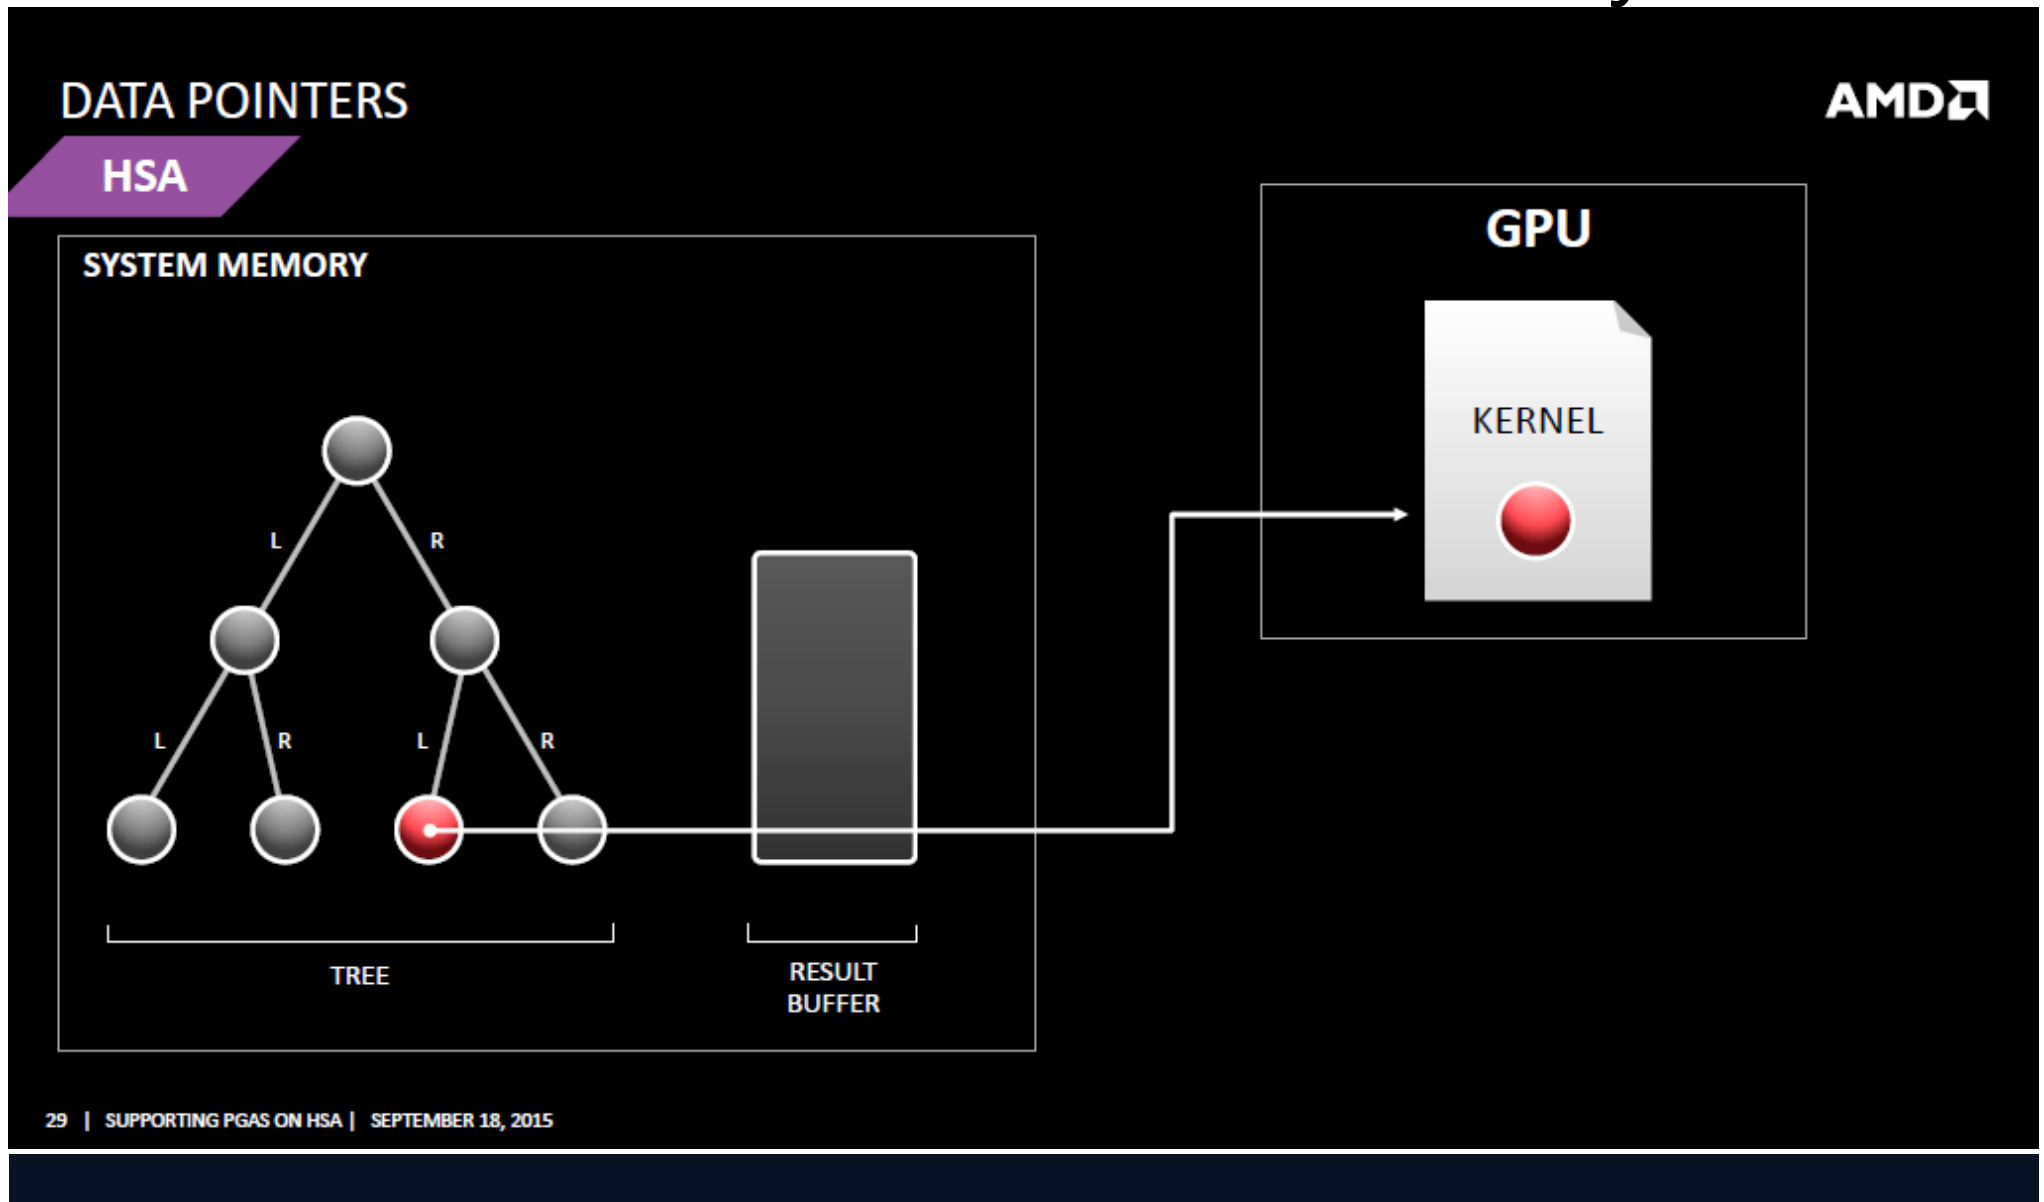 DATA POINTERS
AMD
HSA
SYSTEM MEMORY
GPU
KERNEL
L
R
L
R
L
R
TREE
RESULT
BUFFER
29 | SUPPORTING PGAS ON HSA | SEPTEMBER 18, 2015